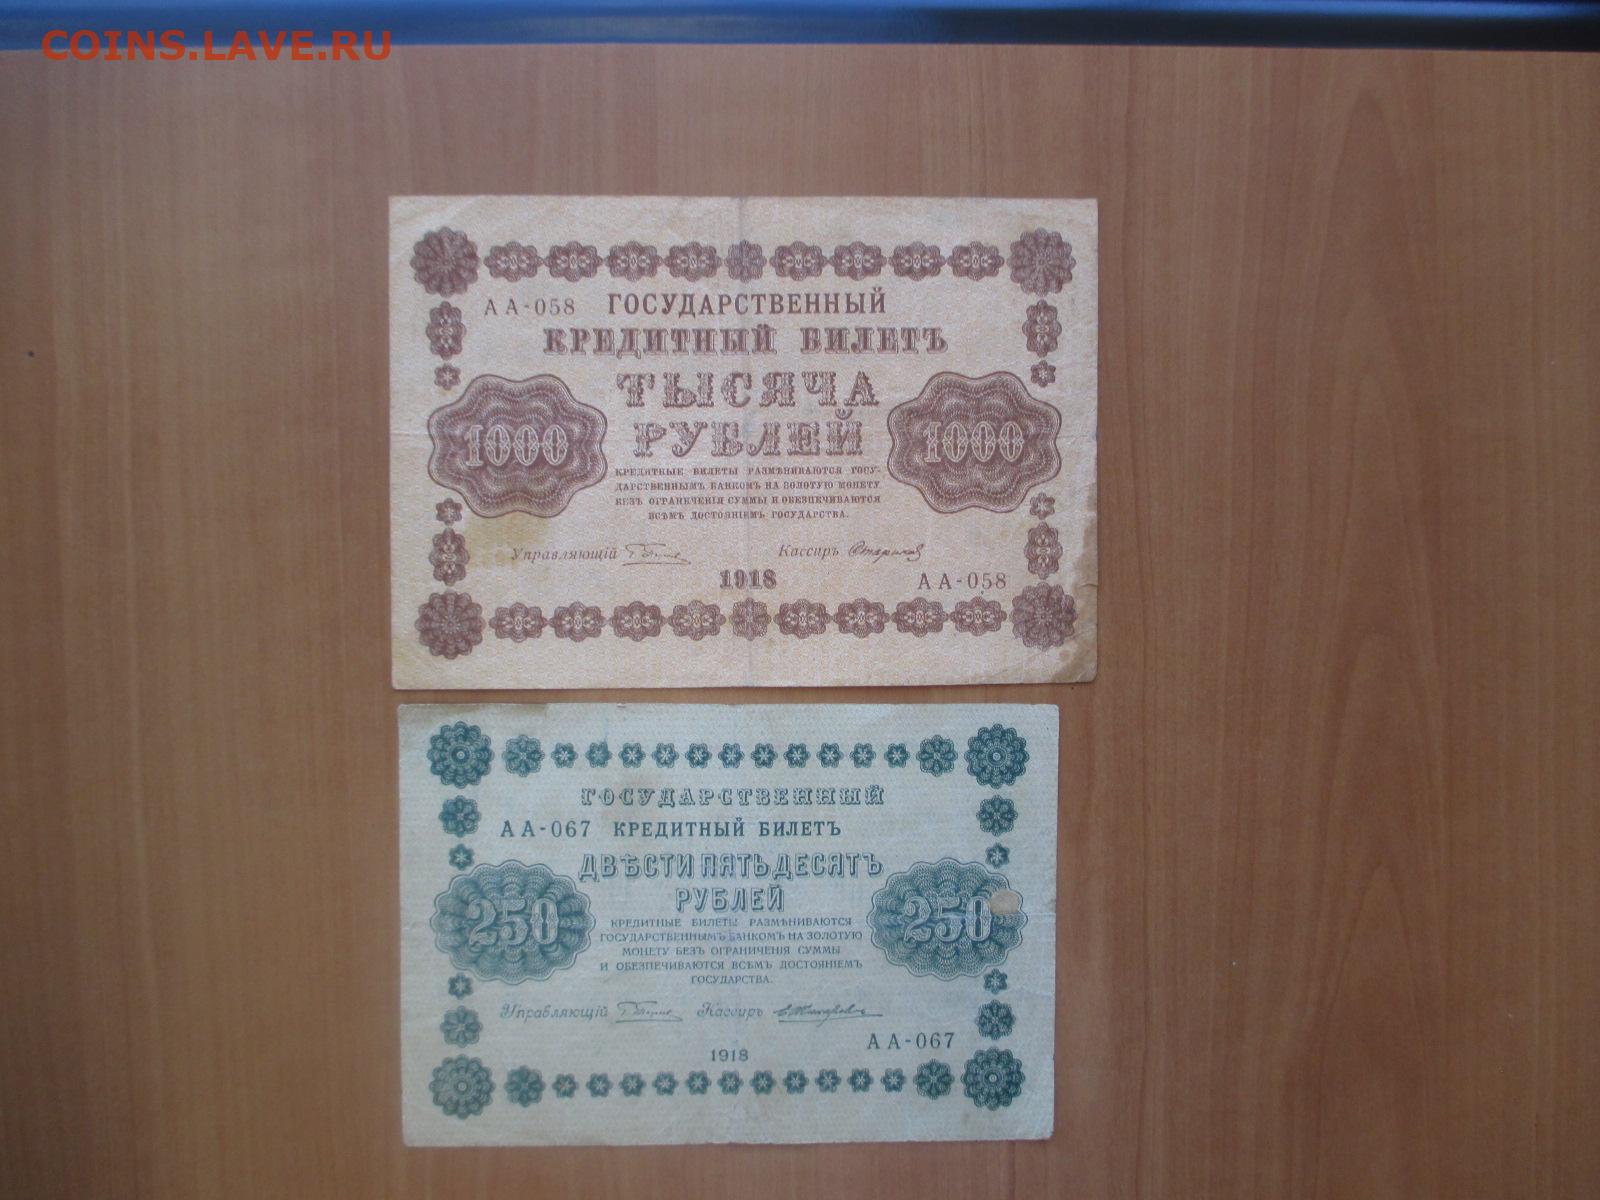 COINS.LAVE.RU
АА-058 ГОСУДАРСТВЕННЫЙ
КРЕДИТНЫЙ БИЛЕТЪ
ТЫСЯЧА
РУБЛЕЙ
1000 1000
КРЕДИТНЫЕ БИЛЕТЫ РАЗМѢНИВАЮТСЯ ГОСУ-
ДАРСТВЕННЫМЪ БАНКОМЪ НА ЗОЛОТУЮ МОНЕТУ
БЕЗЪ ОГРАНИЧЕНІЯ СУММЫ И ОБЕЗПЕЧИВАЮТСЯ
ВСѢМЪ ДОСТОЯНІЕМЪ ГОСУДАРСТВА.
Управляющій Кассиръ
1918
АА-058
ГОСУДАРСТВЕННЫЙ
АА-067 КРЕДИТНЫЙ БИЛЕТЪ
ДВѢСТИ ПЯТЬДЕСЯТЪ
РУБЛЕЙ
250 250
КРЕДИТНЫЕ БИЛЕТЫ РАЗМѢНИВАЮТСЯ
ГОСУДАРСТВЕННЫМЪ БАНКОМЪ НА ЗОЛОТУЮ
МОНЕТУ БЕЗЪ ОГРАНИЧЕНІЯ СУММЫ
И ОБЕЗПЕЧИВАЮТСЯ ВСѢМЪ ДОСТОЯНІЕМЪ
ГОСУДАРСТВА.
Управляющій Кассиръ
АА-067
1918